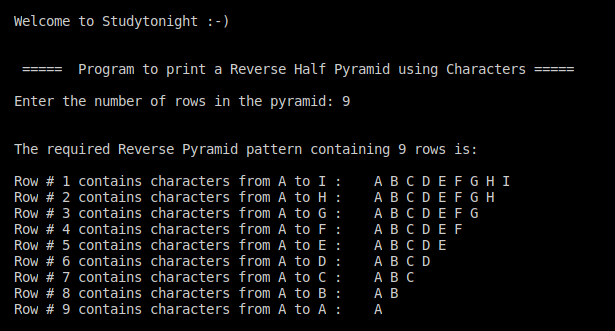 Welcome to Studytonight :-)
===== Program to print a Reverse Half Pyramid using Characters =====
Enter the number of rows in the pyramid: 9
The required Reverse Pyramid pattern containing 9 rows is:
Row # 1 contains characters from A to I :    A B C D E F G H I
Row # 2 contains characters from A to H :    A B C D E F G H
Row # 3 contains characters from A to G :    A B C D E F G
Row # 4 contains characters from A to F :    A B C D E F
Row # 5 contains characters from A to E :    A B C D E
Row # 6 contains characters from A to D :    A B C D
Row # 7 contains characters from A to C :    A B C
Row # 8 contains characters from A to B :    A B
Row # 9 contains characters from A to A :    A